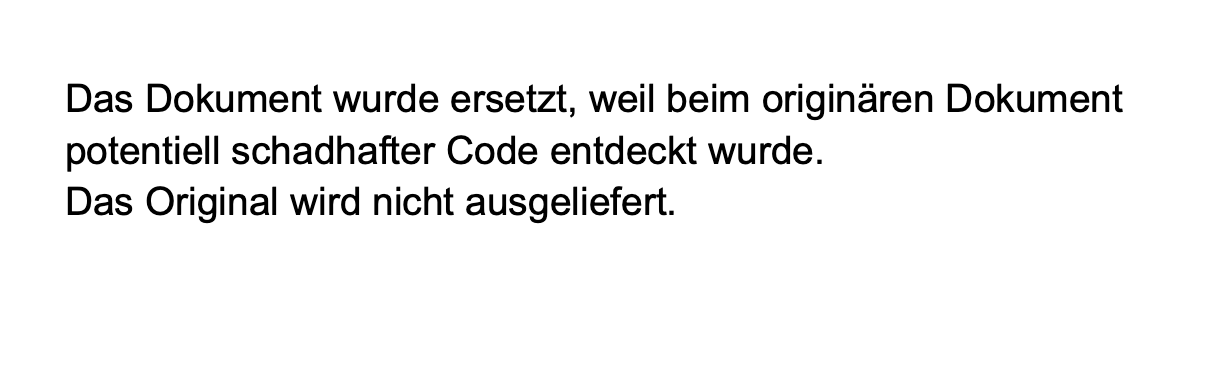 Das Dokument wurde ersetzt, weil beim originären Dokument
potentiell schadhafter Code entdeckt wurde.
Das Original wird nicht ausgeliefert.